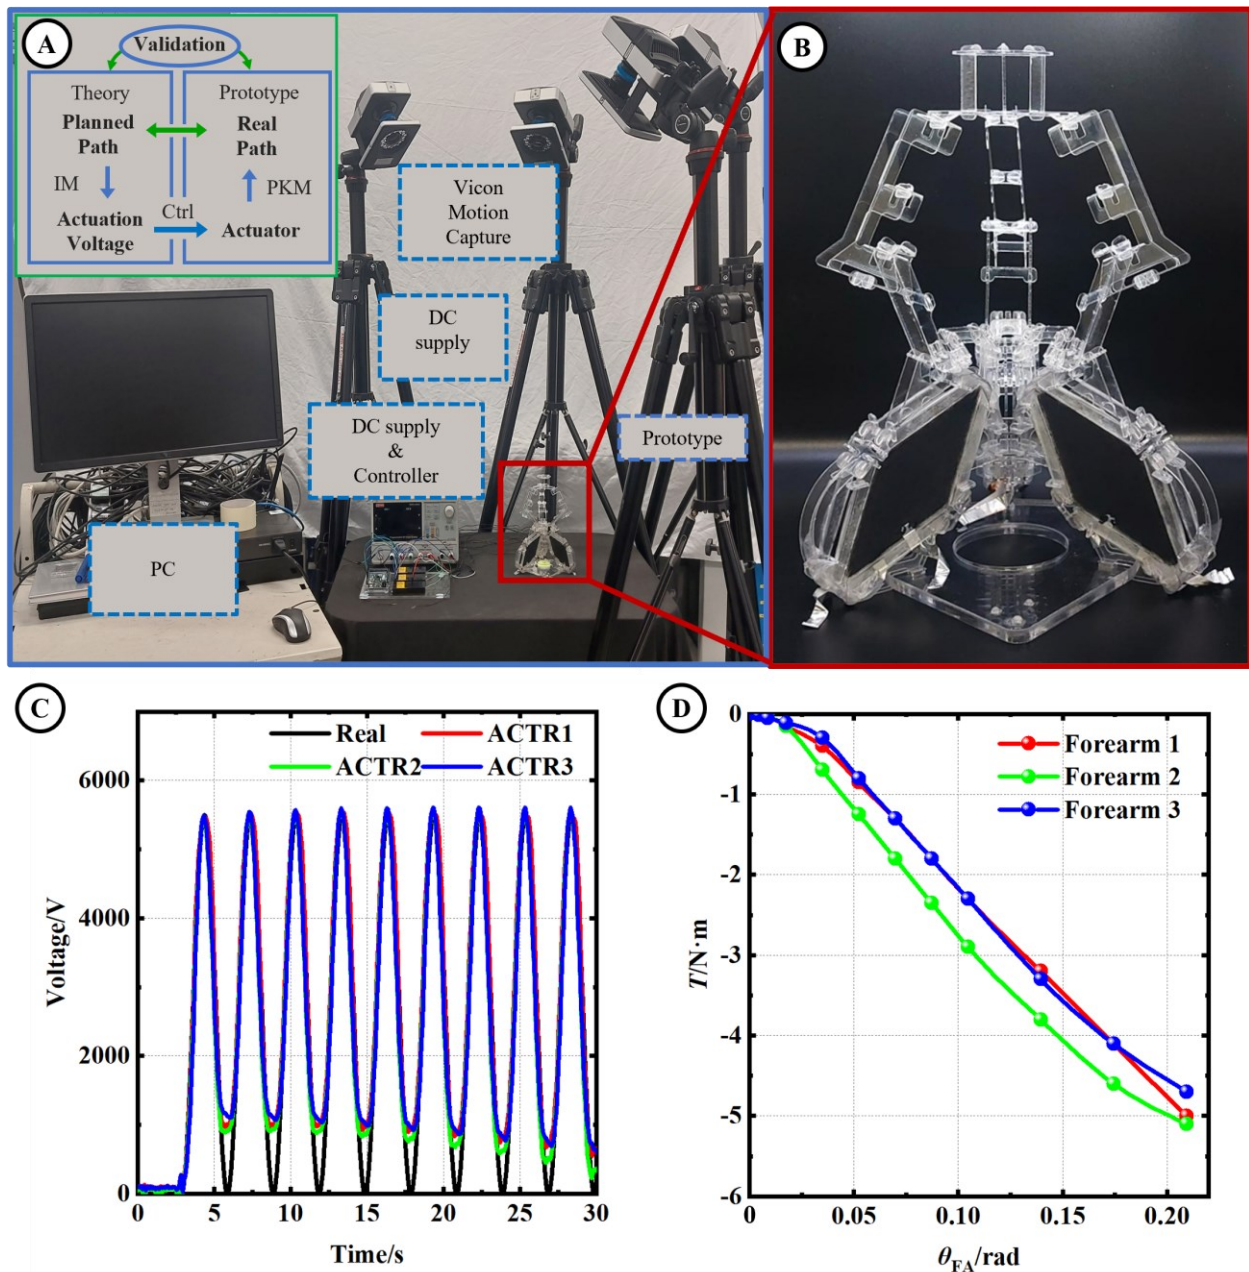 A
Validation
Theory
Prototype
Planned
Path
Real
Path
IM
PKM
Actuation
Voltage
Ctrl
Actuator
Vicon
Motion
Capture
DC
supply
DC supply
&
Controller
Prototype
PC
B
C
Real
ACTR1
ACTR2
ACTR3
6000
4000
2000
0
Voltage/V
0 5 10 15 20 25 30
Time/s
D
Forearm 1
Forearm 2
Forearm 3
0
-1
-2
-3
-4
-5
-6
T/N·m
0 0.05 0.10 0.15 0.20
θFA/rad